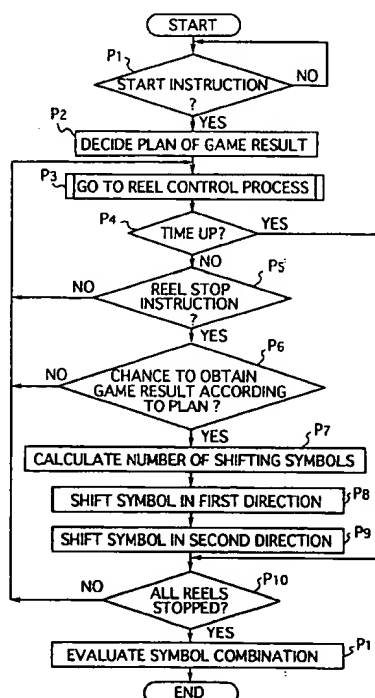 START
P1
START INSTRUCTION
?
NO
YES
P2
DECIDE PLAN OF GAME RESULT
P3
GO TO REEL CONTROL PROCESS
P4
TIME UP?
YES
NO
P5
REEL STOP
INSTRUCTION
?
NO
YES
P6
CHANCE TO OBTAIN
GAME RESULT ACCORDING
TO PLAN ?
NO
YES
P7
CALCULATE NUMBER OF SHIFTING SYMBOLS
P8
SHIFT SYMBOL IN FIRST DIRECTION
P9
SHIFT SYMBOL IN SECOND DIRECTION
P10
ALL REELS
STOPPED?
NO
YES
P1
EVALUATE SYMBOL COMBINATION
END